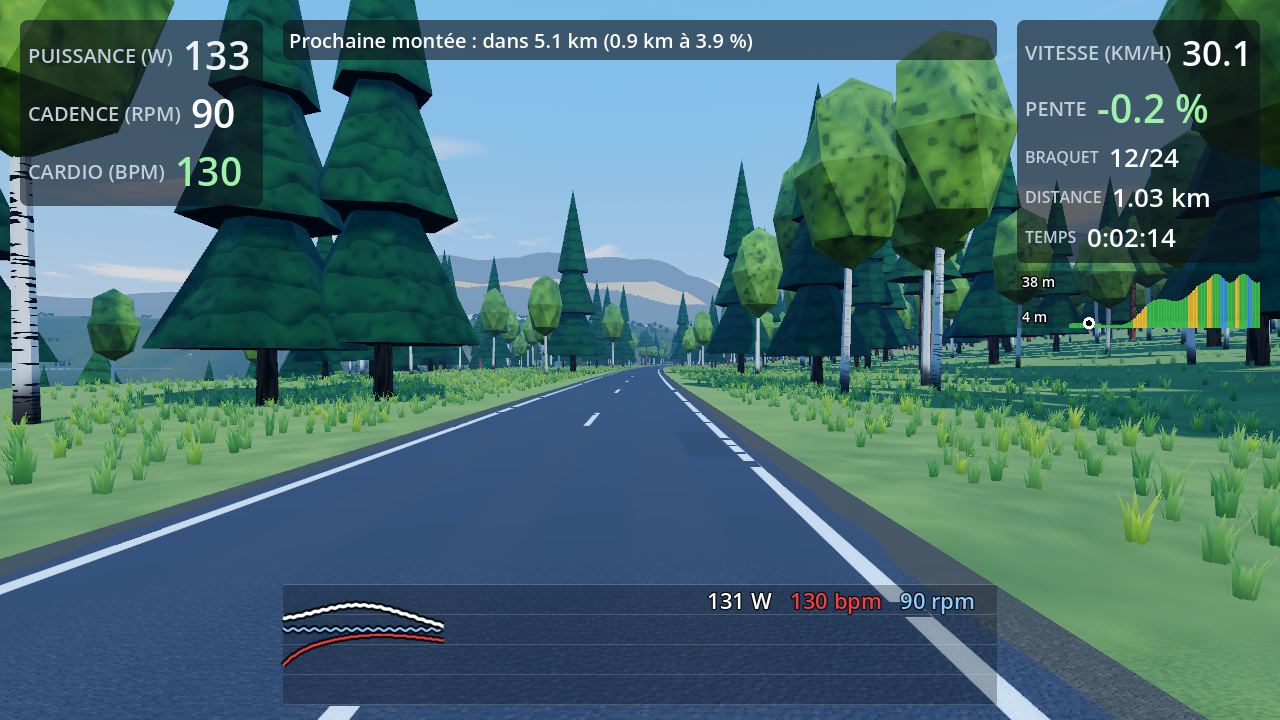 PUISSANCE (W) 133
CADENCE (RPM) 90
CARDIO (BPM) 130
Prochaine montée : dans 5.1 km (0.9 km à 3.9 %)
VITESSE (KM/H) 30.1
PENTE -0.2 %
BRAQUET 12/24
DISTANCE 1.03 km
TEMPS 0:02:14
38 m
4 m
131 W 130 bpm 90 rpm